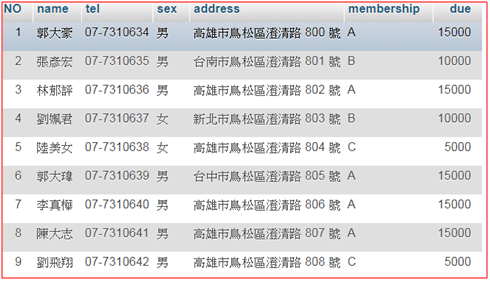 NO name tel sex address membership due
1 郭大豪 07-7310634 男 高雄市鳥松區澄清路 800 號 A 15000
2 張彥宏 07-7310635 男 台南市鳥松區澄清路 801 號 B 10000
3 林郁評 07-7310636 男 高雄市鳥松區澄清路 802 號 A 15000
4 劉珮君 07-7310637 女 新北市鳥松區澄清路 803 號 B 10000
5 陸美女 07-7310638 女 高雄市鳥松區澄清路 804 號 C 5000
6 郭大瑋 07-7310639 男 台中市鳥松區澄清路 805 號 A 15000
7 李真樺 07-7310640 男 高雄市鳥松區澄清路 806 號 A 15000
8 陳大志 07-7310641 男 高雄市鳥松區澄清路 807 號 A 15000
9 劉飛翔 07-7310642 男 高雄市鳥松區澄清路 808 號 C 5000